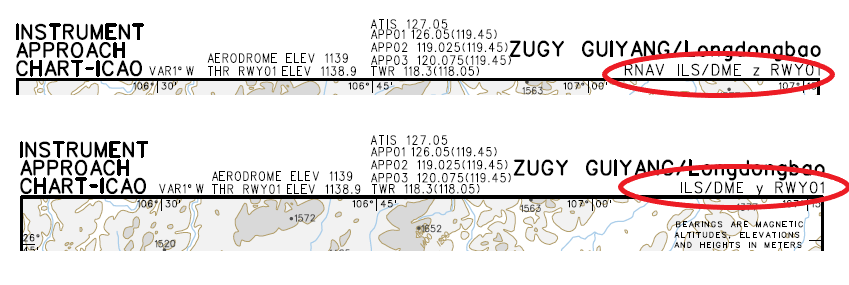 INSTRUMENT
APPROACH
CHART-ICAO
VAR1° W
AERODROME ELEV 1139
THR RWY01 ELEV 1138.9
ATIS 127.05
APP01 126.05(119.45)
APP02 119.025(119.45)
APP03 120.075(119.45)
TWR 118.3(118.05)
ZUGY GUIYANG/Longdongbao
RNAV ILS/DME z RWY01
106° 30' 106° 45' 107° 00'
1563
INSTRUMENT
APPROACH
CHART-ICAO
VAR1° W
AERODROME ELEV 1139
THR RWY01 ELEV 1138.9
ATIS 127.05
APP01 126.05(119.45)
APP02 119.025(119.45)
APP03 120.075(119.45)
TWR 118.3(118.05)
ZUGY GUIYANG/Longdongbao
ILS/DME y RWY01
106° 30' 106° 45' 107° 00'
1563
1572
1652
1520
26°
BEARINGS ARE MAGNETIC
ALTITUDES, ELEVATIONS
AND HEIGHTS IN METERS